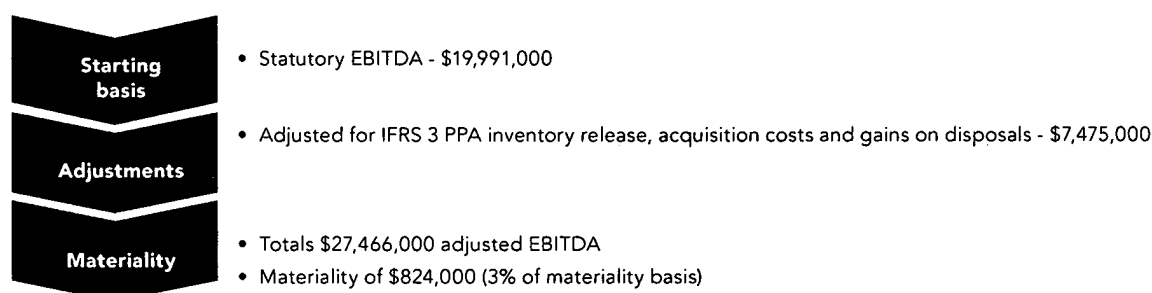 Starting
basis
• Statutory EBITDA - $19,991,000
Adjustments
• Adjusted for IFRS 3 PPA inventory release, acquisition costs and gains on disposals - $7,475,000
Materiality
• Totals $27,466,000 adjusted EBITDA
• Materiality of $824,000 (3% of materiality basis)